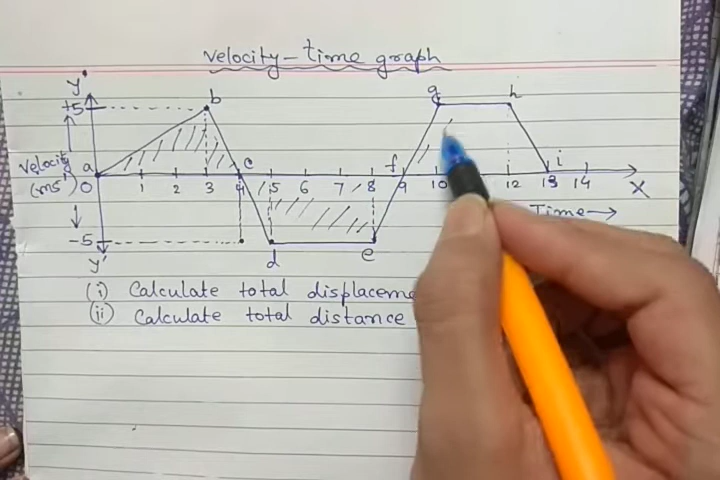 Velocity-time graph
y
+5
b
g
h
Velocity
(ms⁻¹)
a
c
f
i
0 1 2 3 4 5 6 7 8 9 10 12 13 14
X
Time →
-5
y'
d
e
(i) Calculate total
(ii) Calculate total distance